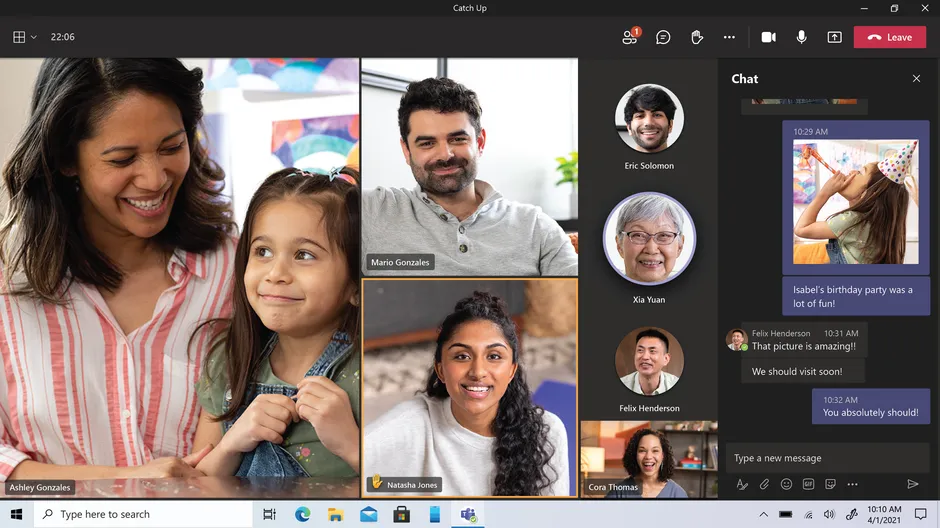 Catch Up
22:06
1
Leave
Ashley Gonzales
Mario Gonzales
Natasha Jones
Eric Solomon
Xia Yuan
Felix Henderson
Cora Thomas
Chat
10:29 AM
Isabel's birthday party was a
lot of fun!
Felix Henderson 10:31 AM
That picture is amazing!!
We should visit soon!
10:32 AM
You absolutely should!
Type a new message
GIF
Type here to search
10:10 AM
4/1/2021